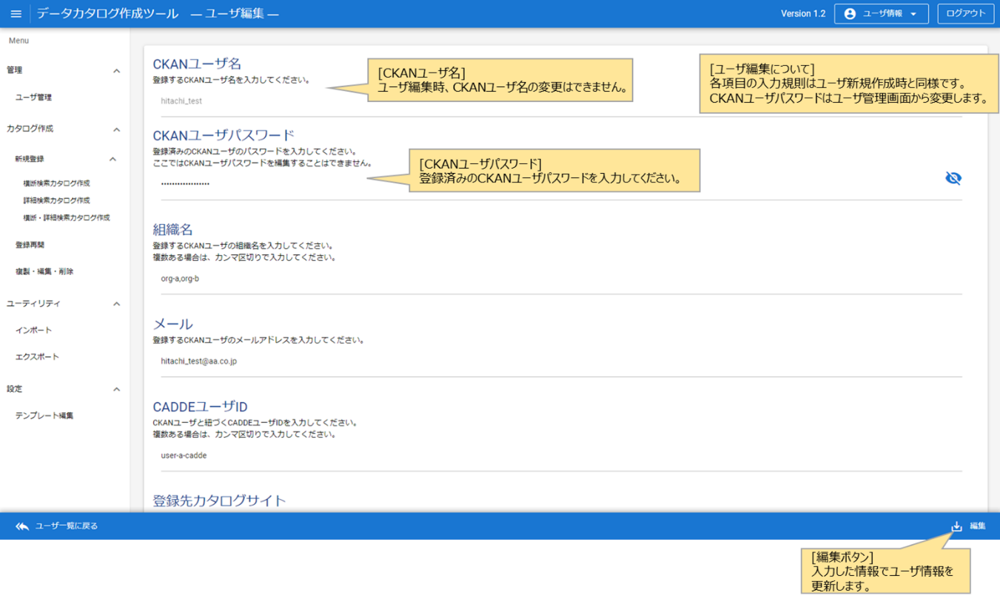 データカタログ作成ツール ― ユーザ編集 ―
Version 1.2
ユーザ情報
ログアウト
Menu
管理
ユーザ管理
カタログ作成
新規登録
横断検索カタログ作成
詳細検索カタログ作成
横断・詳細検索カタログ作成
登録再開
複製・編集・削除
ユーティリティ
インポート
エクスポート
設定
テンプレート編集
CKANユーザ名
登録するCKANユーザ名を入力してください。
hitachi_test
[CKANユーザ名]
ユーザ編集時、CKANユーザ名の変更はできません。
[ユーザ編集について]
各項目の入力規則はユーザ新規作成時と同様です。
CKANユーザパスワードはユーザ管理画面から変更します。
CKANユーザパスワード
登録済みのCKANユーザのパスワードを入力してください。
ここではCKANユーザパスワードを編集することはできません。
••••••••••••••••••
[CKANユーザパスワード]
登録済みのCKANユーザパスワードを入力してください。
組織名
登録するCKANユーザの組織名を入力してください。
複数ある場合は、カンマ区切りで入力してください。
org-a,org-b
メール
登録するCKANユーザのメールアドレスを入力してください。
hitachi_test@aa.co.jp
CADDEユーザID
CKANユーザと紐づくCADDEユーザIDを入力してください。
複数ある場合は、カンマ区切りで入力してください。
user-a-cadde
登録先カタログサイト
ユーザ一覧に戻る
編集
[編集ボタン]
入力した情報でユーザ情報を
更新します。